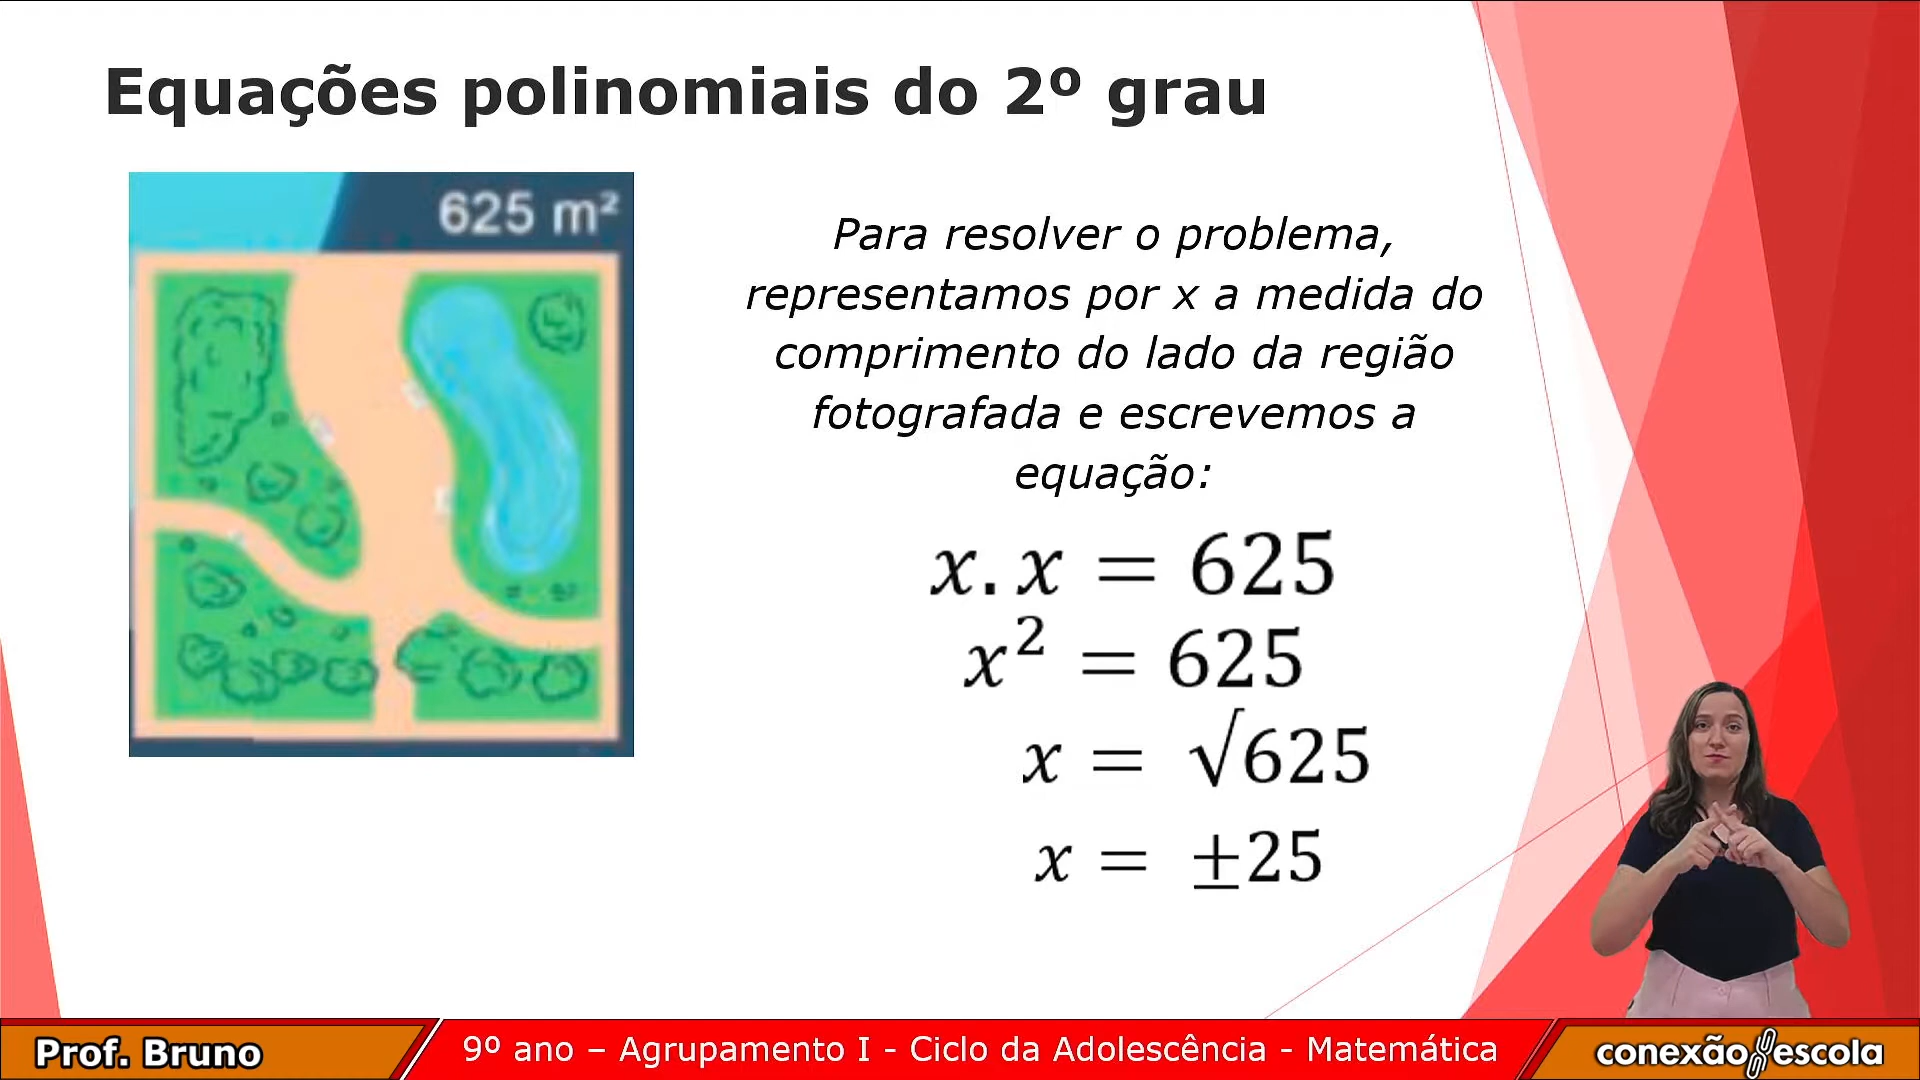 Equações polinomiais do 2º grau
625 m²
Para resolver o problema,
representamos por x a medida do
comprimento do lado da região
fotografada e escrevemos a
equação:
x. x = 625
x² = 625
x = √625
x = ±25
Prof. Bruno
9º ano – Agrupamento I - Ciclo da Adolescência - Matemática
conexão escola